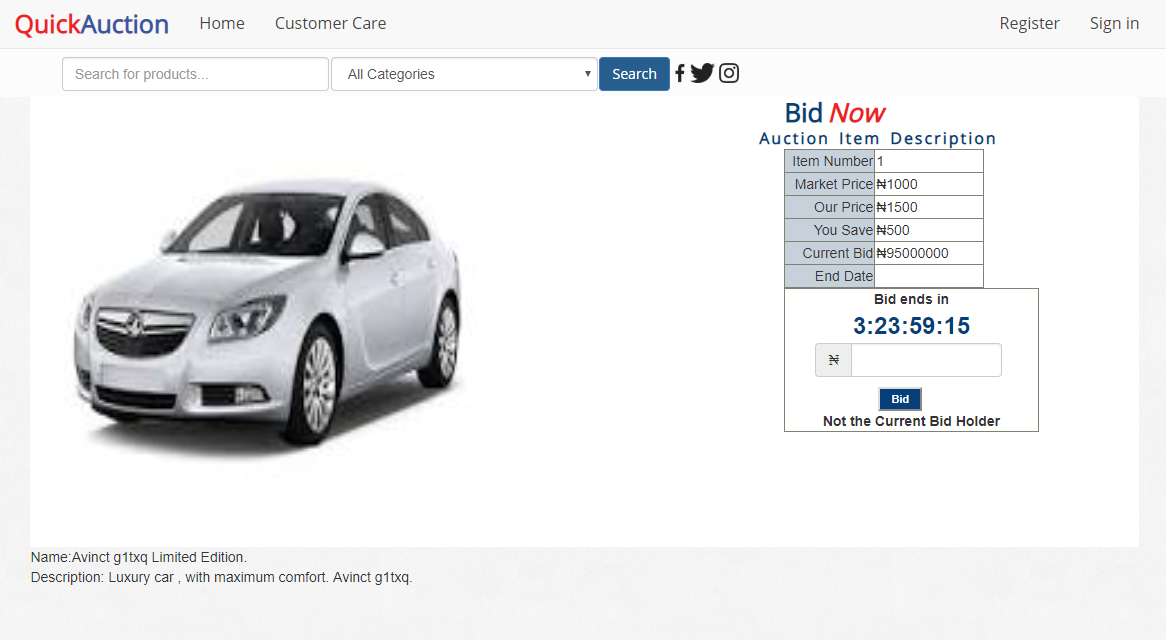 QuickAuction Home Customer Care Register Sign in
Search for products... All Categories Search
Bid Now
Auction Item Description
Item Number 1
Market Price ₦1000
Our Price ₦1500
You Save ₦500
Current Bid ₦95000000
End Date
Bid ends in
3:23:59:15
₦
Bid
Not the Current Bid Holder
Name:Avinct g1txq Limited Edition.
Description: Luxury car , with maximum comfort. Avinct g1txq.